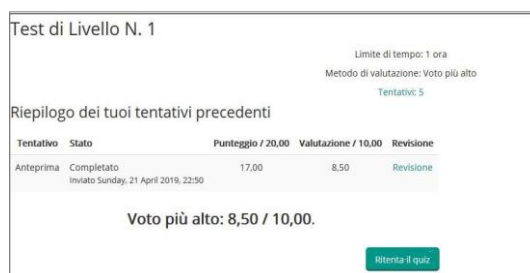 Test di Livello N. 1
Limite di tempo: 1 ora
Metodo di valutazione: Voto più alto
Tentativi: 5
Riepilogo dei tuoi tentativi precedenti
Tentativo Stato Punteggio / 20,00 Valutazione / 10,00 Revisione
Anteprima Completato 17,00 8,50 Revisione
Inviato Sunday, 21 April 2019, 22:50
Voto più alto: 8,50 / 10,00.
Ritenta il quiz